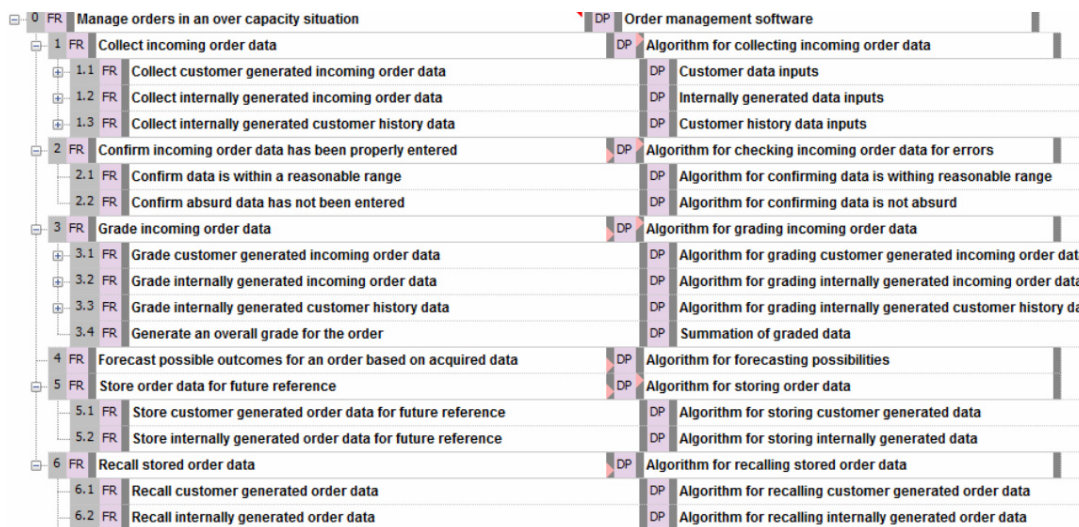 0 FR Manage orders in an over capacity situation DP Order management software
1 FR Collect incoming order data DP Algorithm for collecting incoming order data
1.1 FR Collect customer generated incoming order data DP Customer data inputs
1.2 FR Collect internally generated incoming order data DP Internally generated data inputs
1.3 FR Collect internally generated customer history data DP Customer history data inputs
2 FR Confirm incoming order data has been properly entered DP Algorithm for checking incoming order data for errors
2.1 FR Confirm data is within a reasonable range DP Algorithm for confirming data is withing reasonable range
2.2 FR Confirm absurd data has not been entered DP Algorithm for confirming data is not absurd
3 FR Grade incoming order data DP Algorithm for grading incoming order data
3.1 FR Grade customer generated incoming order data DP Algorithm for grading customer generated incoming order dat
3.2 FR Grade internally generated incoming order data DP Algorithm for grading internally generated incoming order data
3.3 FR Grade internally generated customer history data DP Algorithm for grading internally generated customer history da
3.4 FR Generate an overall grade for the order DP Summation of graded data
4 FR Forecast possible outcomes for an order based on acquired data DP Algorithm for forecasting possibilities
5 FR Store order data for future reference DP Algorithm for storing order data
5.1 FR Store customer generated order data for future reference DP Algorithm for storing customer generated data
5.2 FR Store internally generated order data for future reference DP Algorithm for storing internally generated data
6 FR Recall stored order data DP Algorithm for recalling stored order data
6.1 FR Recall customer generated order data DP Algorithm for recalling customer generated order data
6.2 FR Recall internally generated order data DP Algorithm for recalling internally generated order data